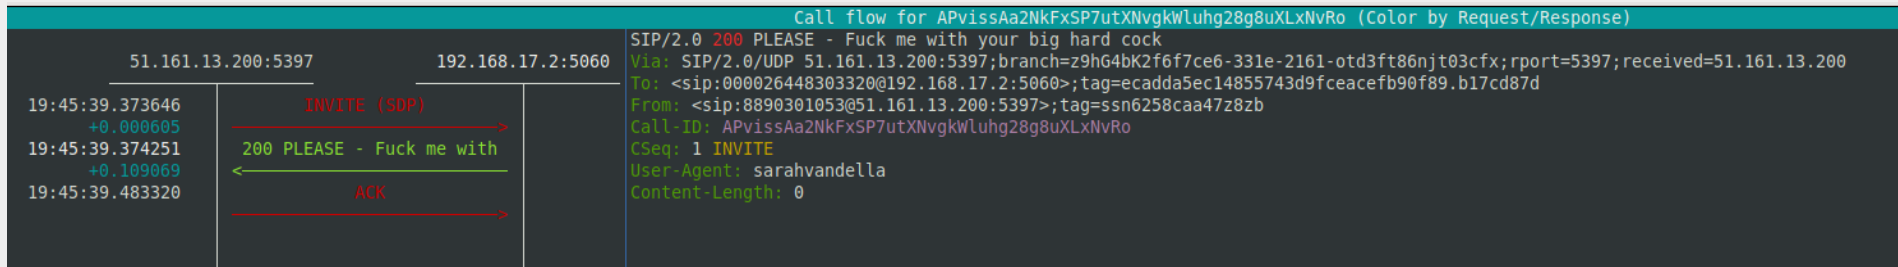 Call flow for APvissAa2NkFxSP7utXNvgkWluhg28g8uXLxNvRo (Color by Request/Response)
51.161.13.200:5397 192.168.17.2:5060
19:45:39.373646 INVITE (SDP)
+0.000605
19:45:39.374251 200 PLEASE - Fuck me with
+0.109069
19:45:39.483320 ACK
SIP/2.0 200 PLEASE - Fuck me with your big hard cock
Via: SIP/2.0/UDP 51.161.13.200:5397;branch=z9hG4bK2f6f7ce6-331e-2161-otd3ft86njt03cfx;rport=5397;received=51.161.13.200
To: <sip:000026448303320@192.168.17.2:5060>;tag=ecadda5ec14855743d9fceacefb90f89.b17cd87d
From: <sip:8890301053@51.161.13.200:5397>;tag=ssn6258caa47z8zb
Call-ID: APvissAa2NkFxSP7utXNvgkWluhg28g8uXLxNvRo
CSeq: 1 INVITE
User-Agent: sarahvandella
Content-Length: 0